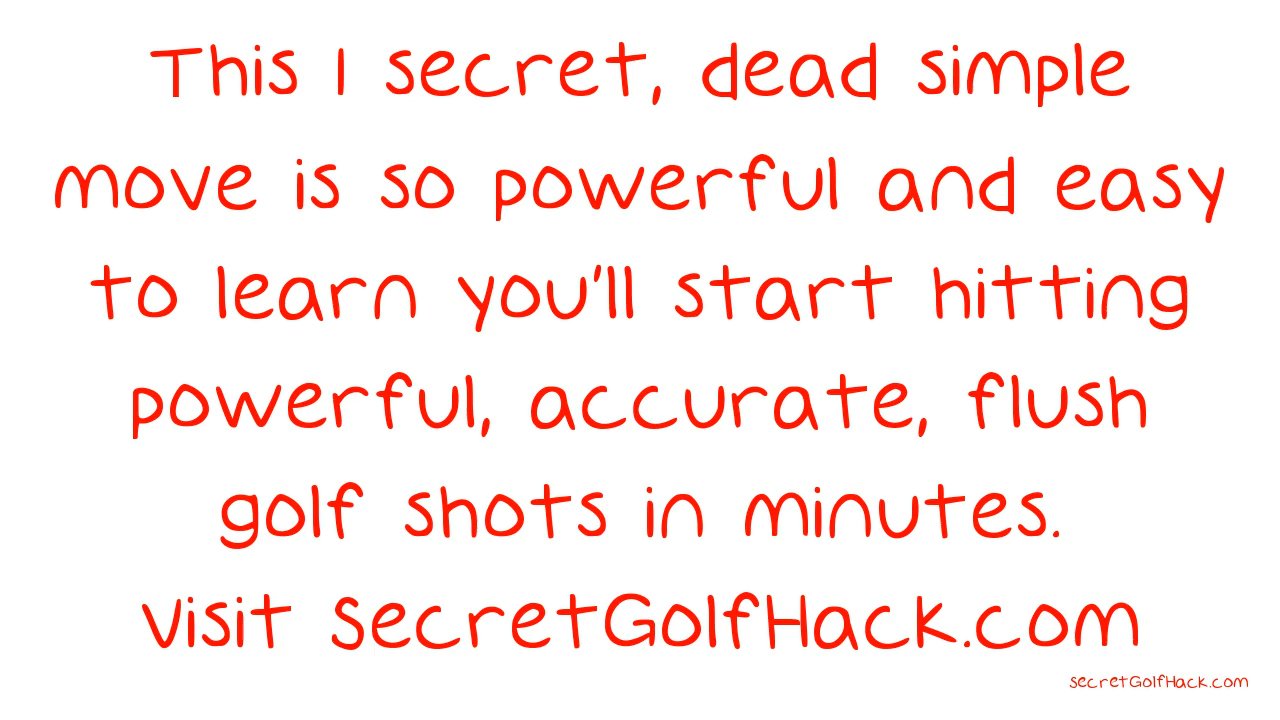 This 1 secret, dead simple
move is so powerful and easy
to learn you'll start hitting
powerful, accurate, flush
golf shots in minutes.
Visit SecretGolfHack.com
secretGolfHack.com